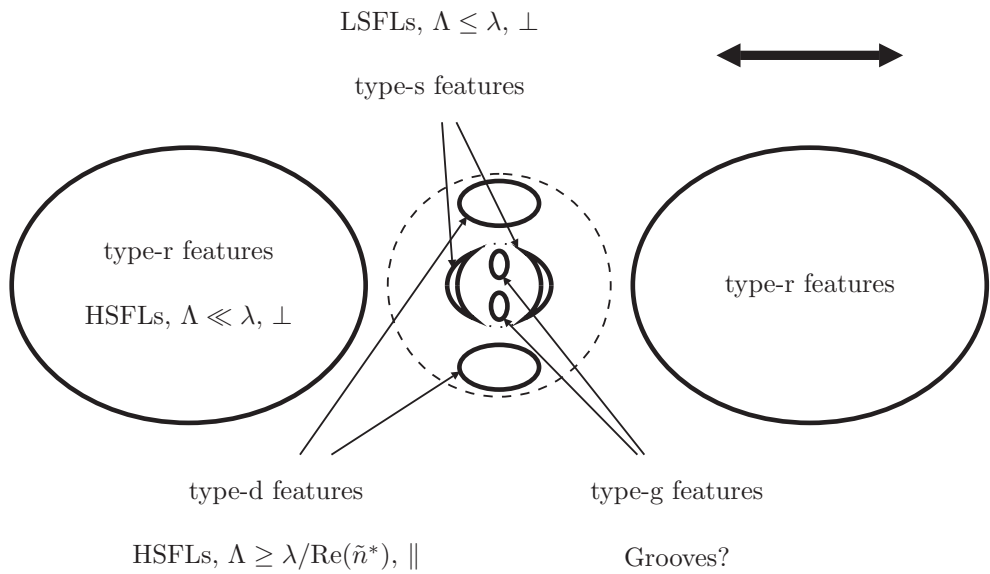 LSFLs, Λ ≤ λ, ⊥
type-s features
type-r features
HSFLs, Λ ≪ λ, ⊥
type-r features
type-d features
HSFLs, Λ ≥ λ/Re(ñ*), ∥
type-g features
Grooves?